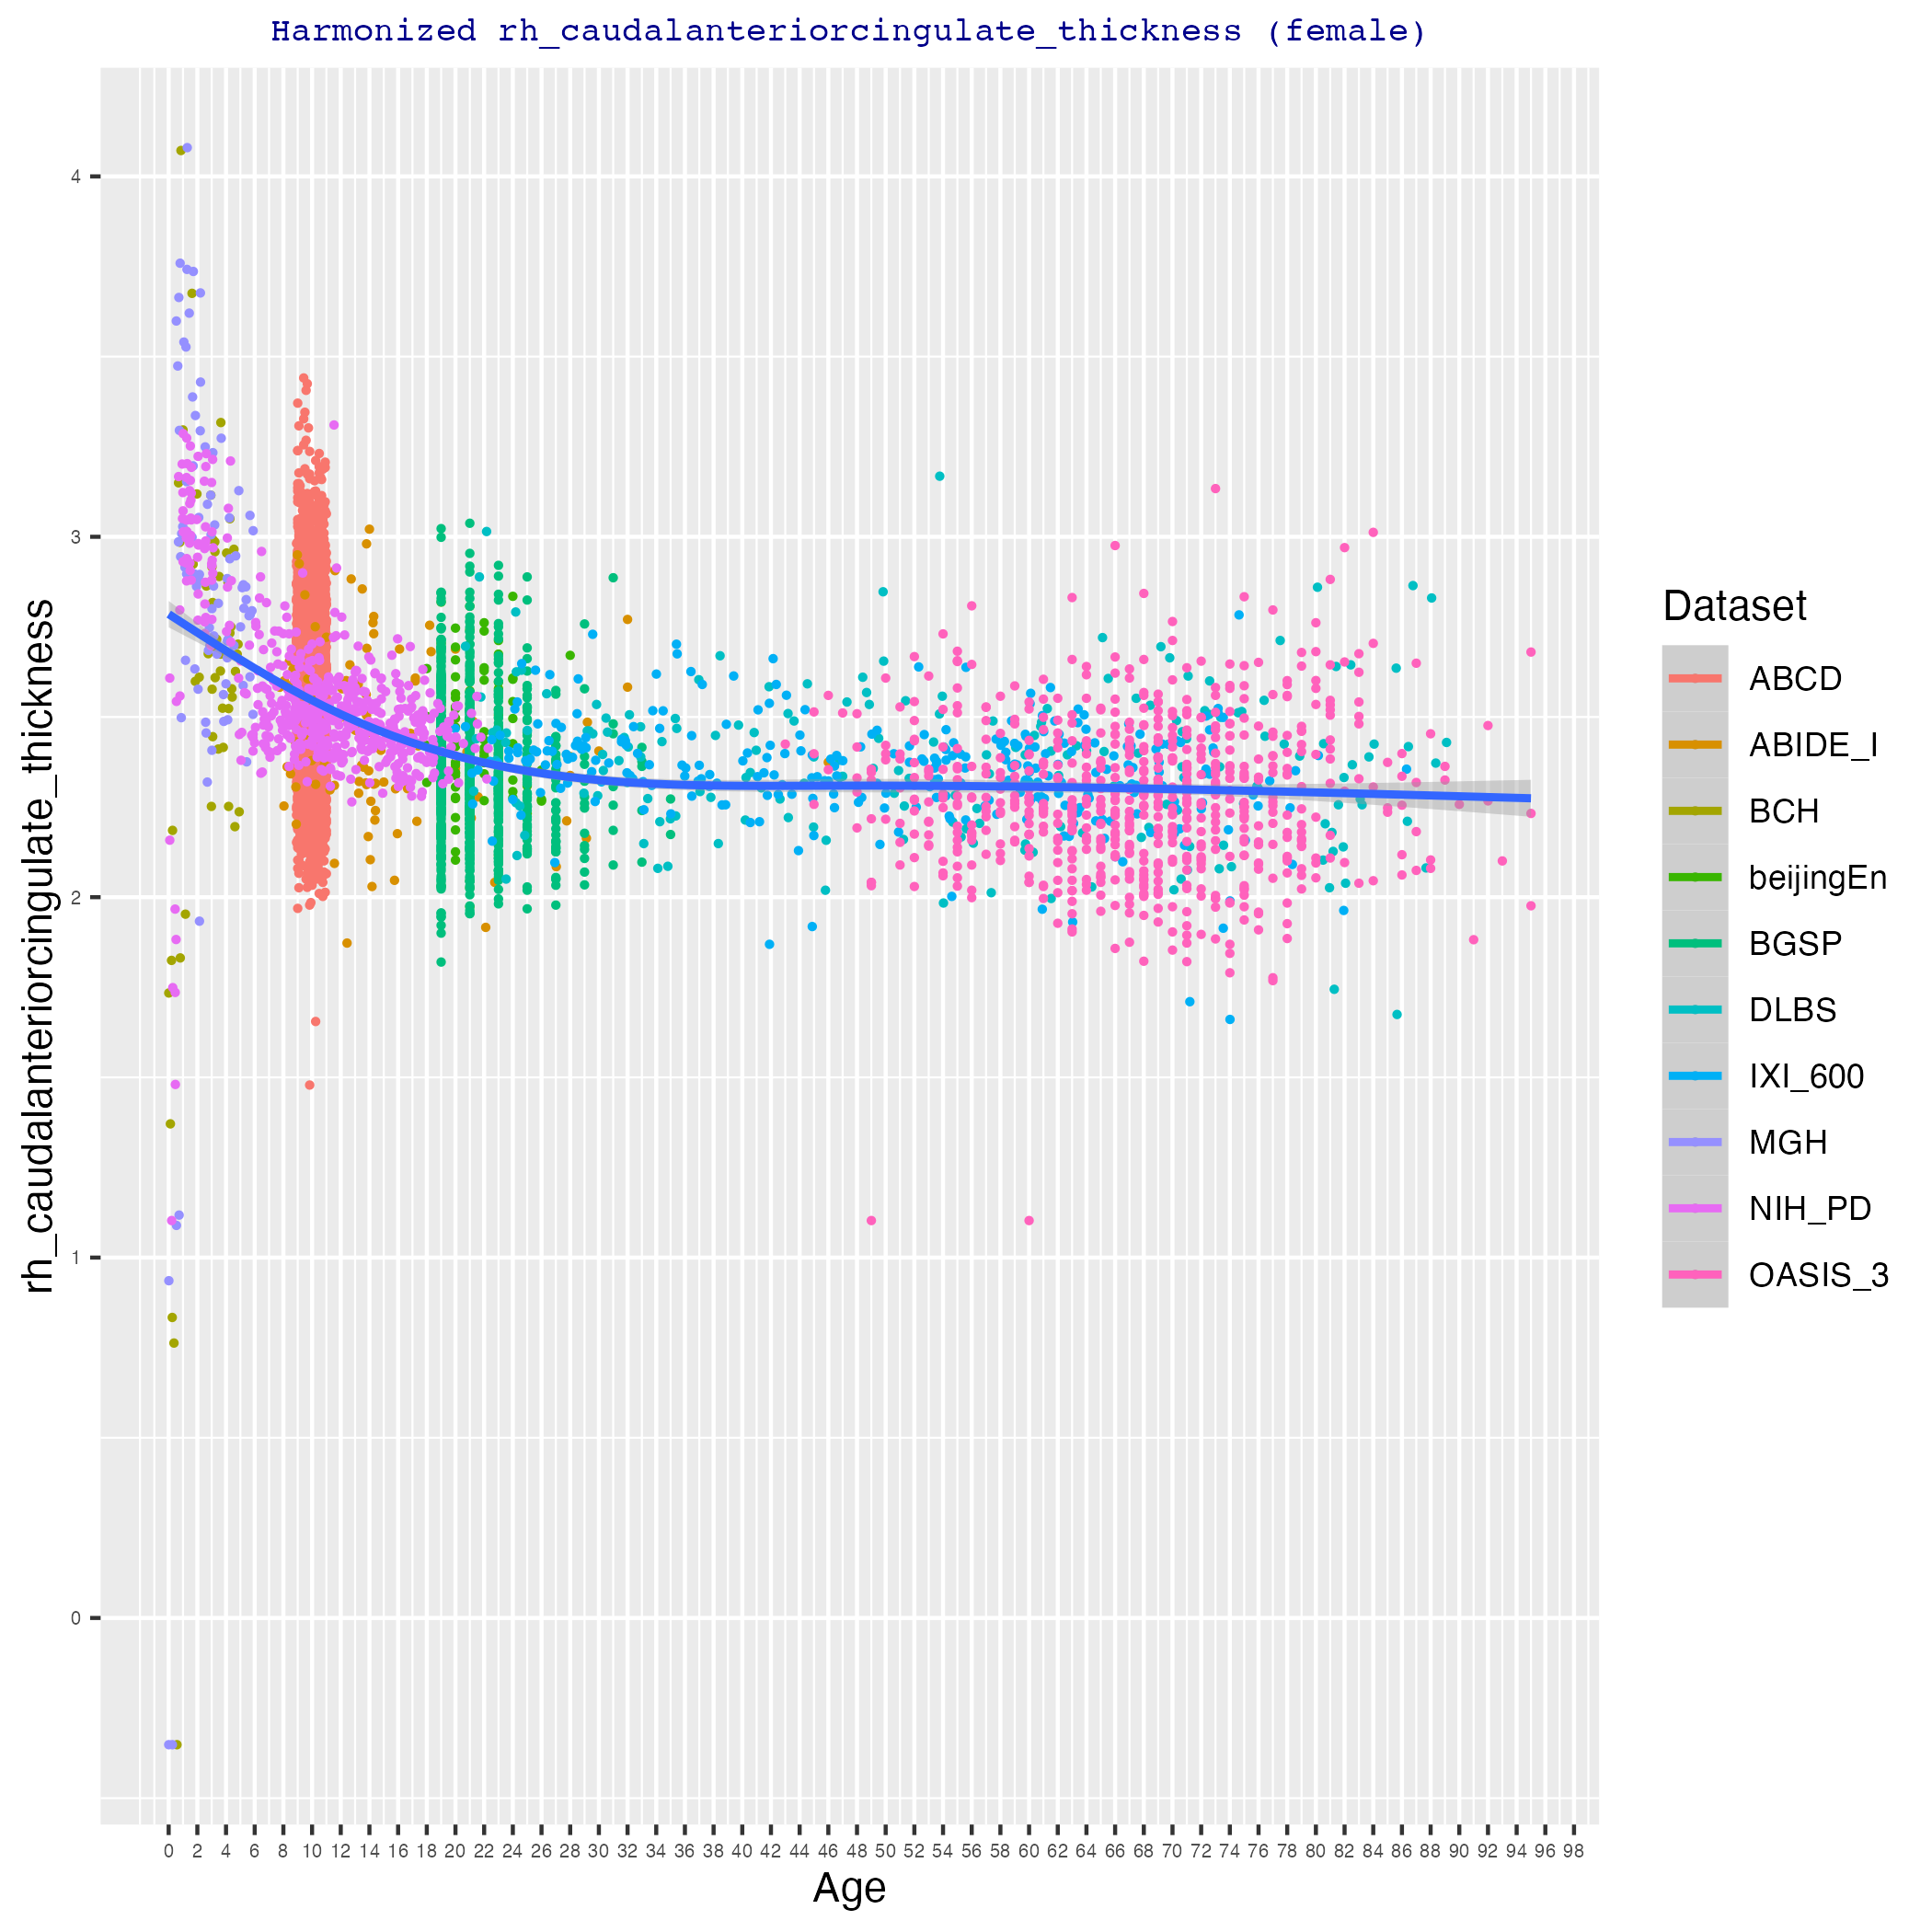 Harmonized rh_caudalanteriorcingulate_thickness (female)
rh_caudalanteriorcingulate_thickness
4
3
2
1
0
0 2 4 6 8 10 12 14 16 18 20 22 24 26 28 30 32 34 36 38 40 42 44 46 48 50 52 54 56 58 60 62 64 66 68 70 72 74 76 78 80 82 84 86 88 90 92 94 96 98
Age
Dataset
ABCD
ABIDE_I
BCH
beijingEn
BGSP
DLBS
IXI_600
MGH
NIH_PD
OASIS_3